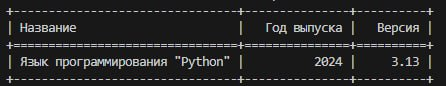 Название Год выпуска Версия
Язык программирования "Python" 2024 3.13